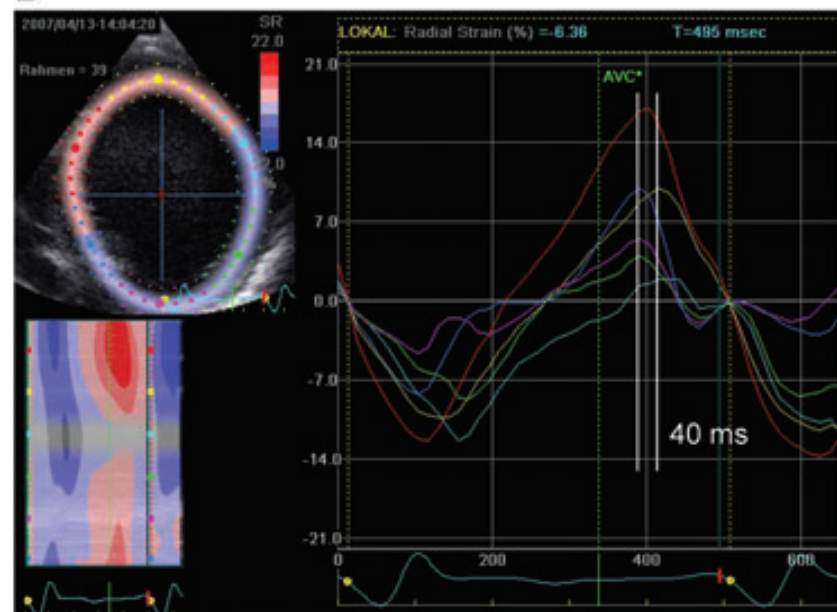 2007/04/13-14:04:20
SR
22.0
Rahmen = 39
LOKAL: Radial Strain (%) =-6.36 T=495 msec
AVC*
21.0
14.0
7.0
0.0
-7.0
-14.0
-21.0
40 ms
0 200 400 600